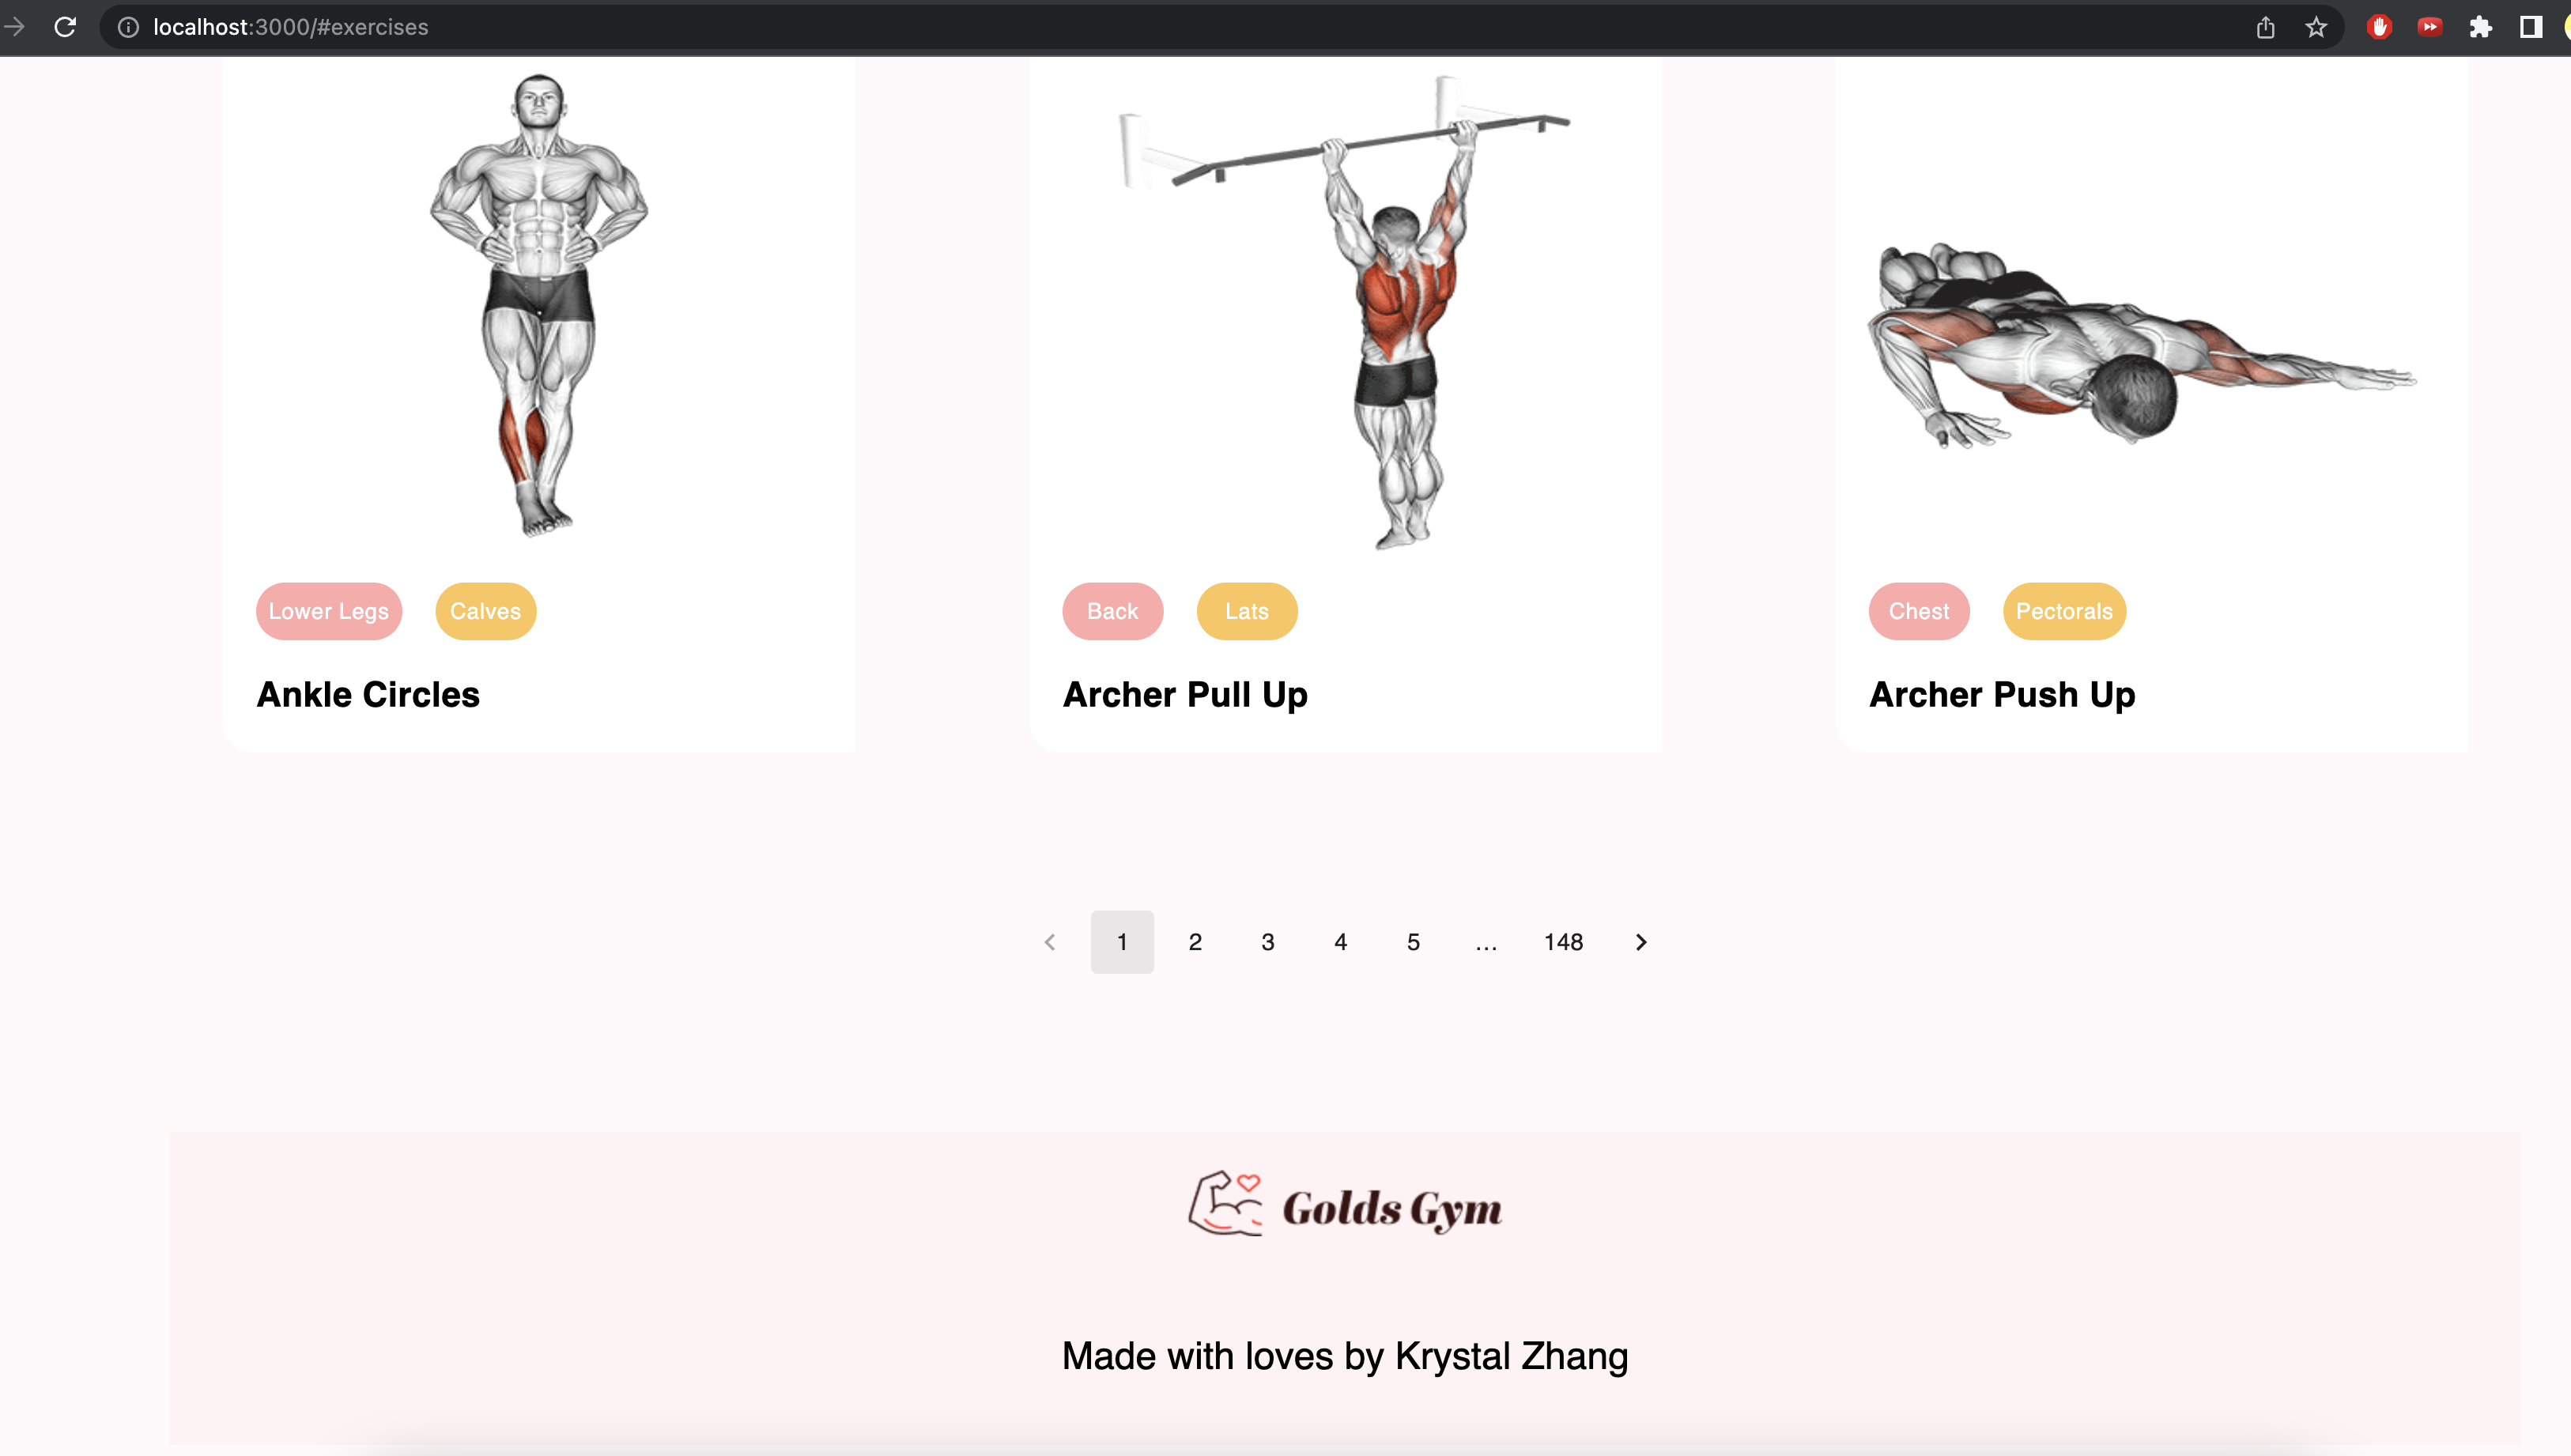 localhost:3000/#exercises
Lower Legs Calves
Ankle Circles
Back Lats
Archer Pull Up
Chest Pectorals
Archer Push Up
1 2 3 4 5 … 148
Golds Gym
Made with loves by Krystal Zhang